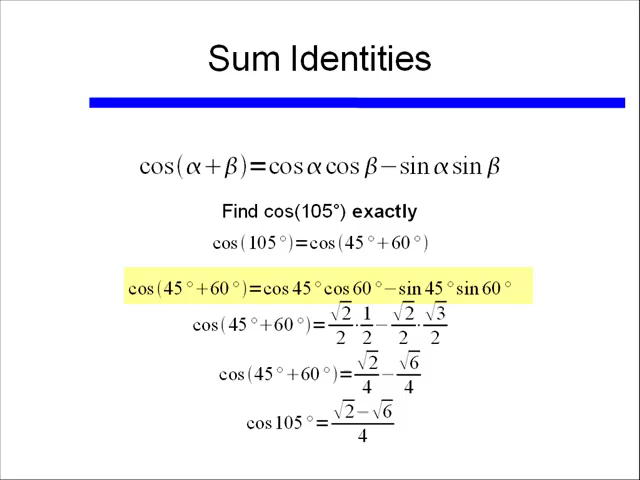 Sum Identities
cos(α+β)=cos α cos β−sin α sin β
Find cos(105°) exactly
cos(105°)=cos(45°+60°)
cos(45°+60°)=cos 45°cos 60°−sin 45°sin 60°
cos(45°+60°)=√2/2·1/2−√2/2·√3/2
cos(45°+60°)=√2/4−√6/4
cos 105°=(√2−√6)/4